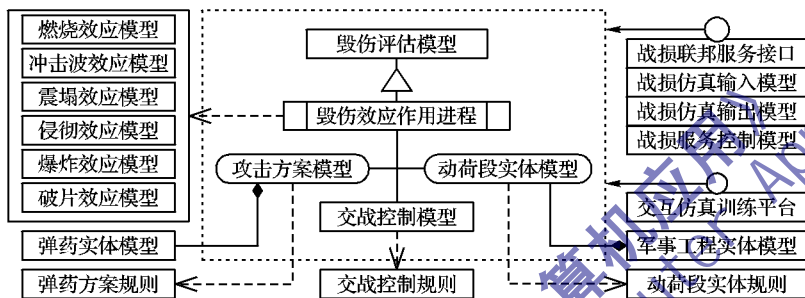 燃烧效应模型
冲击波效应模型
震塌效应模型
侵彻效应模型
爆炸效应模型
破片效应模型
弹药实体模型
弹药方案规则
毁伤评估模型
毁伤效应作用进程
攻击方案模型
动荷段实体模型
交战控制模型
交战控制规则
战损联邦服务接口
战损仿真输入模型
战损仿真输出模型
战损服务控制模型
交互仿真训练平台
军事工程实体模型
动荷段实体规则
算机应用》
uter Ap